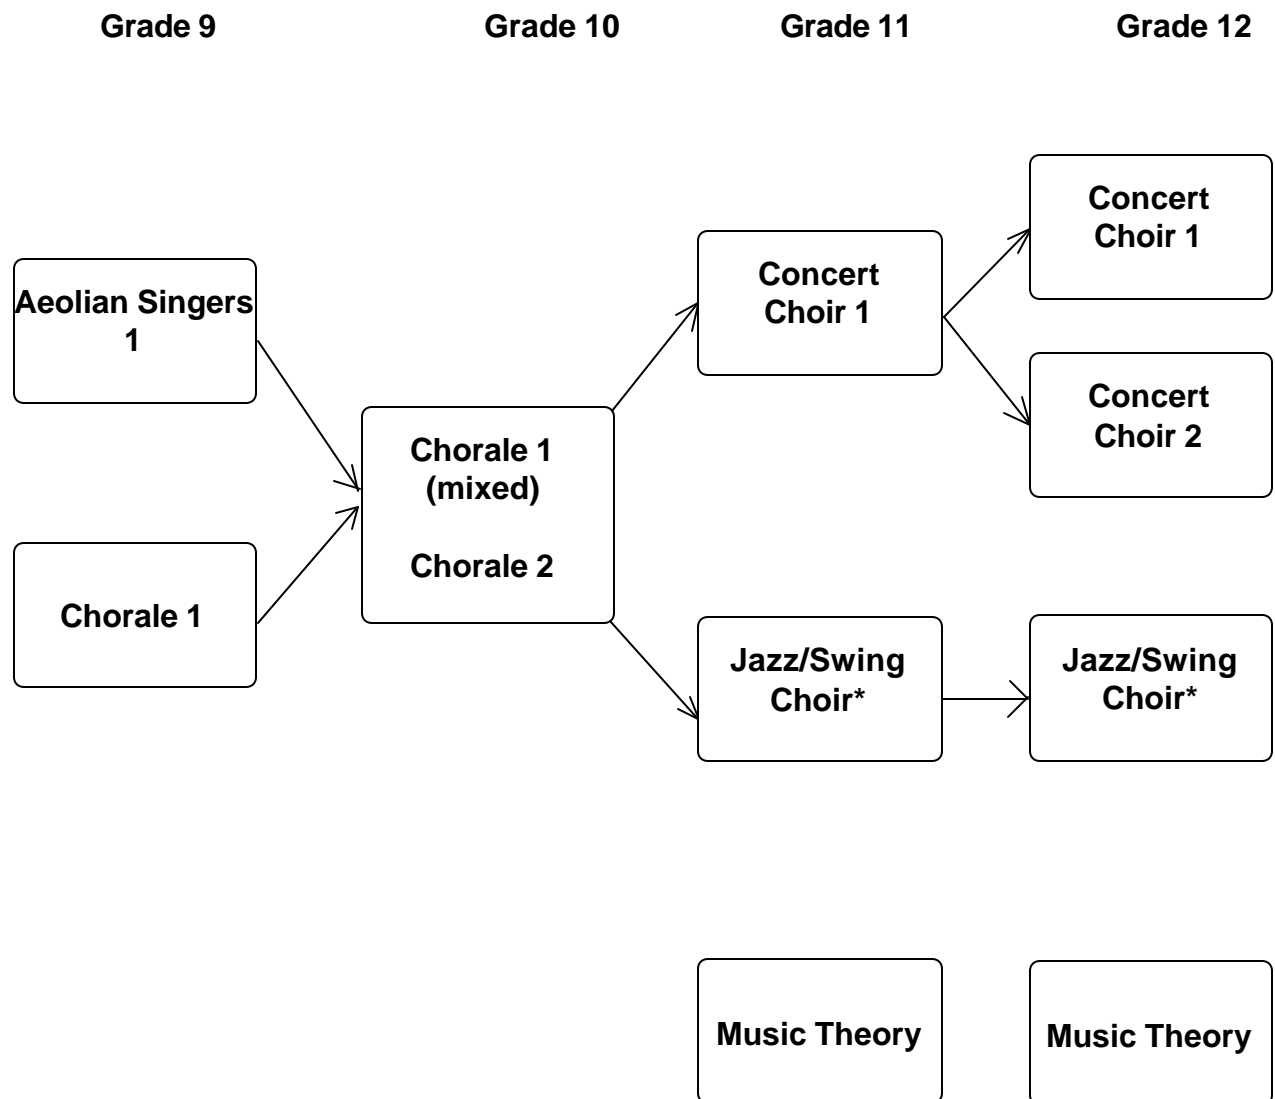 Grade 9
Grade 10
Grade 11
Grade 12
Aeolian Singers
1
Chorale 1
Chorale 1
(mixed)
Chorale 2
Concert
Choir 1
Jazz/Swing
Choir*
Music Theory
Concert
Choir 1
Concert
Choir 2
Jazz/Swing
Choir*
Music Theory